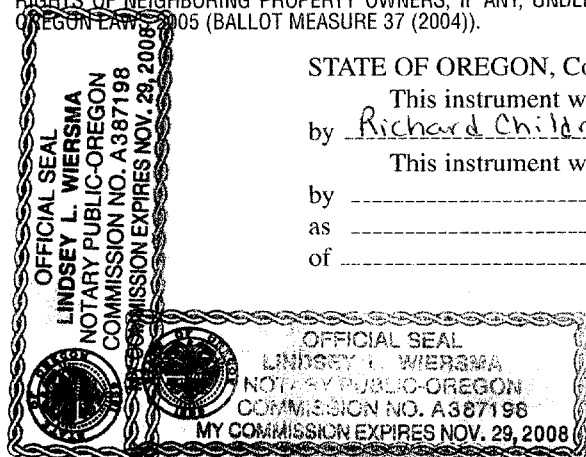 RIGHTS OF NEIGHBORING PROPERTY OWNERS, IF ANY, UNDE
OREGON LAWS 2005 (BALLOT MEASURE 37 (2004)).
STATE OF OREGON, Co
This instrument w
by Richard Childr
This instrument w
by
as
of
OFFICIAL SEAL
LINDSEY L. WIERSMA
NOTARY PUBLIC-OREGON
COMMISSION NO. A387198
MY COMMISSION EXPIRES NOV. 29, 2008
OFFICIAL SEAL
LINDSEY L. WIERSMA
NOTARY PUBLIC-OREGON
COMMISSION NO. A387198
MY COMMISSION EXPIRES NOV. 29, 2008